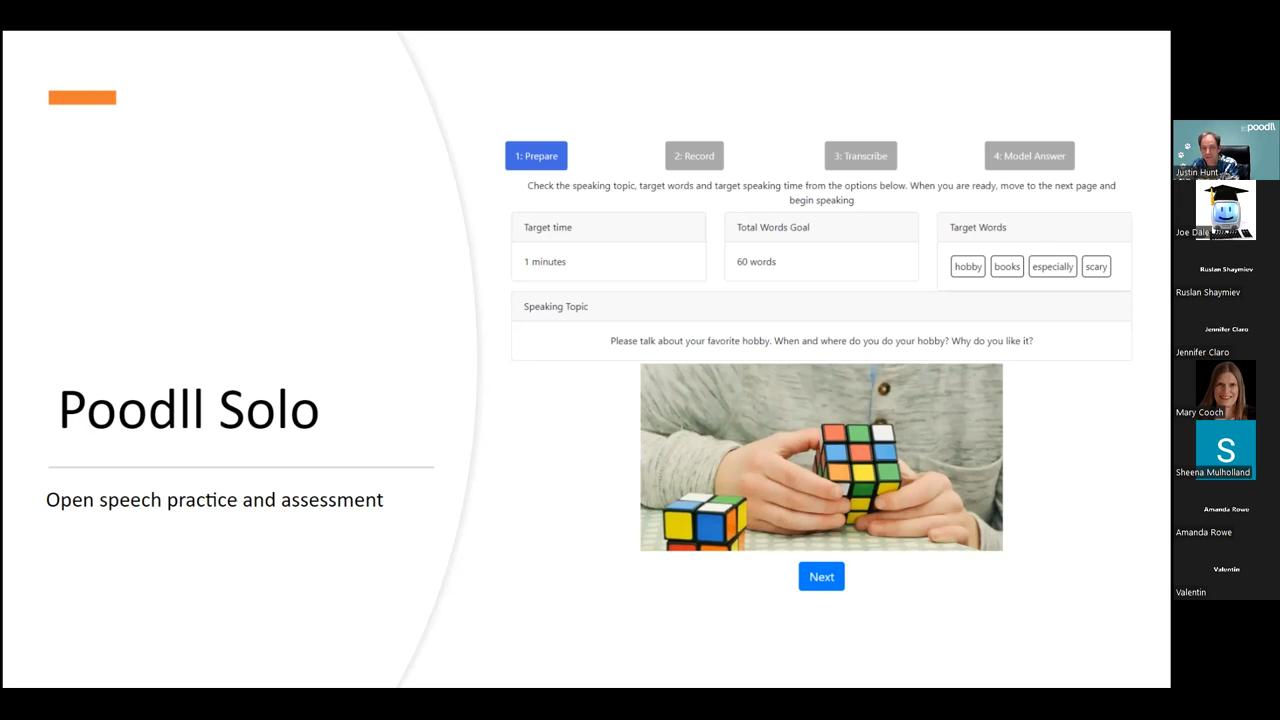 Poodll Solo
Open speech practice and assessment
1: Prepare
2: Record
3: Transcribe
4: Model Answer
Check the speaking topic, target words and target speaking time from the options below. When you are ready, move to the next page and
begin speaking
Target time
1 minutes
Total Words Goal
60 words
Target Words
hobby
books
especially
scary
Speaking Topic
Please talk about your favorite hobby. When and where do you do your hobby? Why do you like it?
Next
poodll
Justin Hunt
Joe Dale
Ruslan Shaymiev
Ruslan Shaymiev
Jennifer Claro
Jennifer Claro
Mary Cooch
S
Sheena Mulholland
Amanda Rowe
Amanda Rowe
Valentin
Valentin